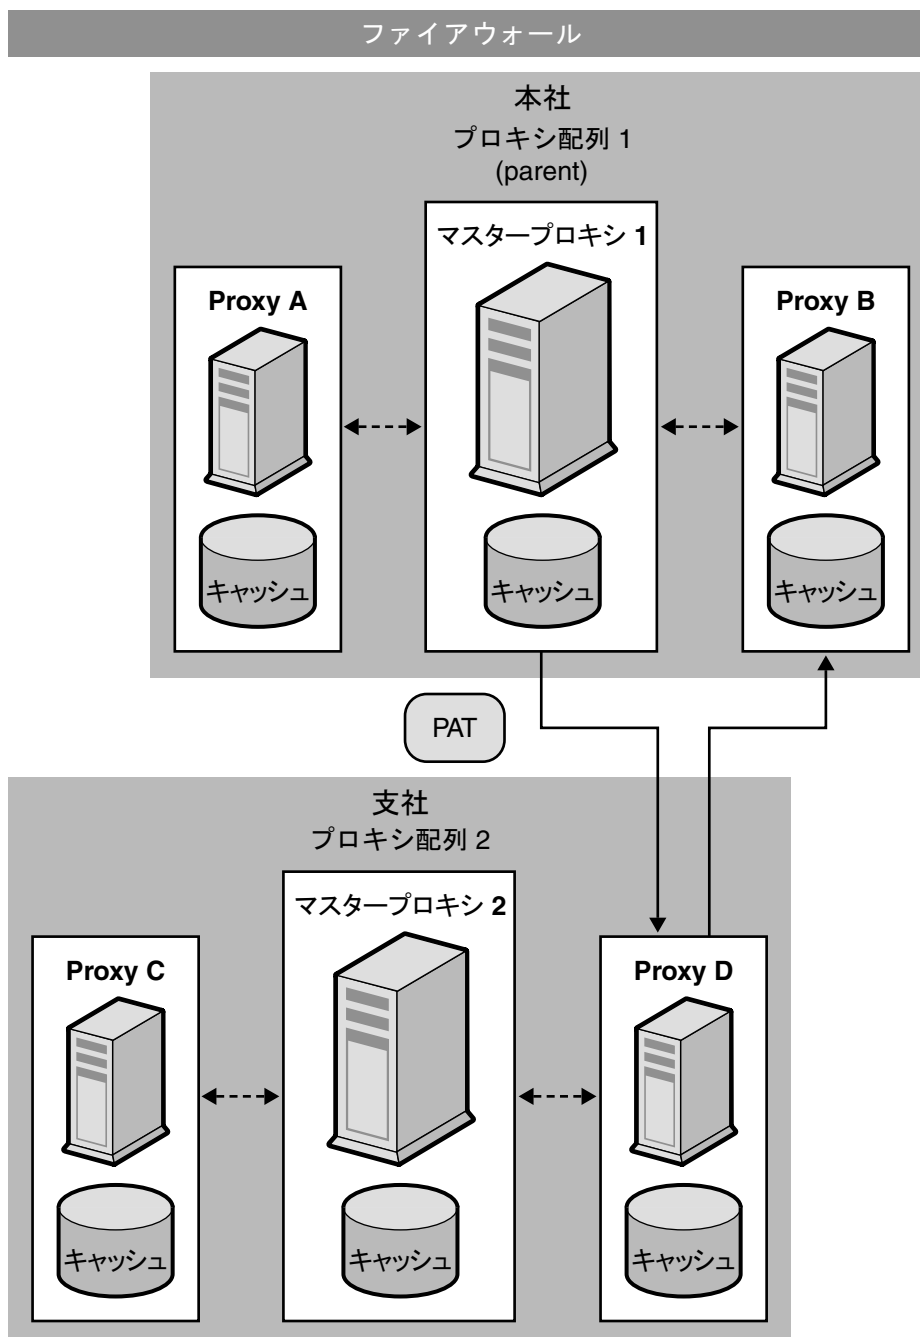 ファイアウォール
本社
プロキシ配列 1
(parent)
マスタープロキシ 1
Proxy A
Proxy B
キャッシュ
キャッシュ
キャッシュ
PAT
支社
プロキシ配列 2
マスタープロキシ 2
Proxy C
Proxy D
キャッシュ
キャッシュ
キャッシュ